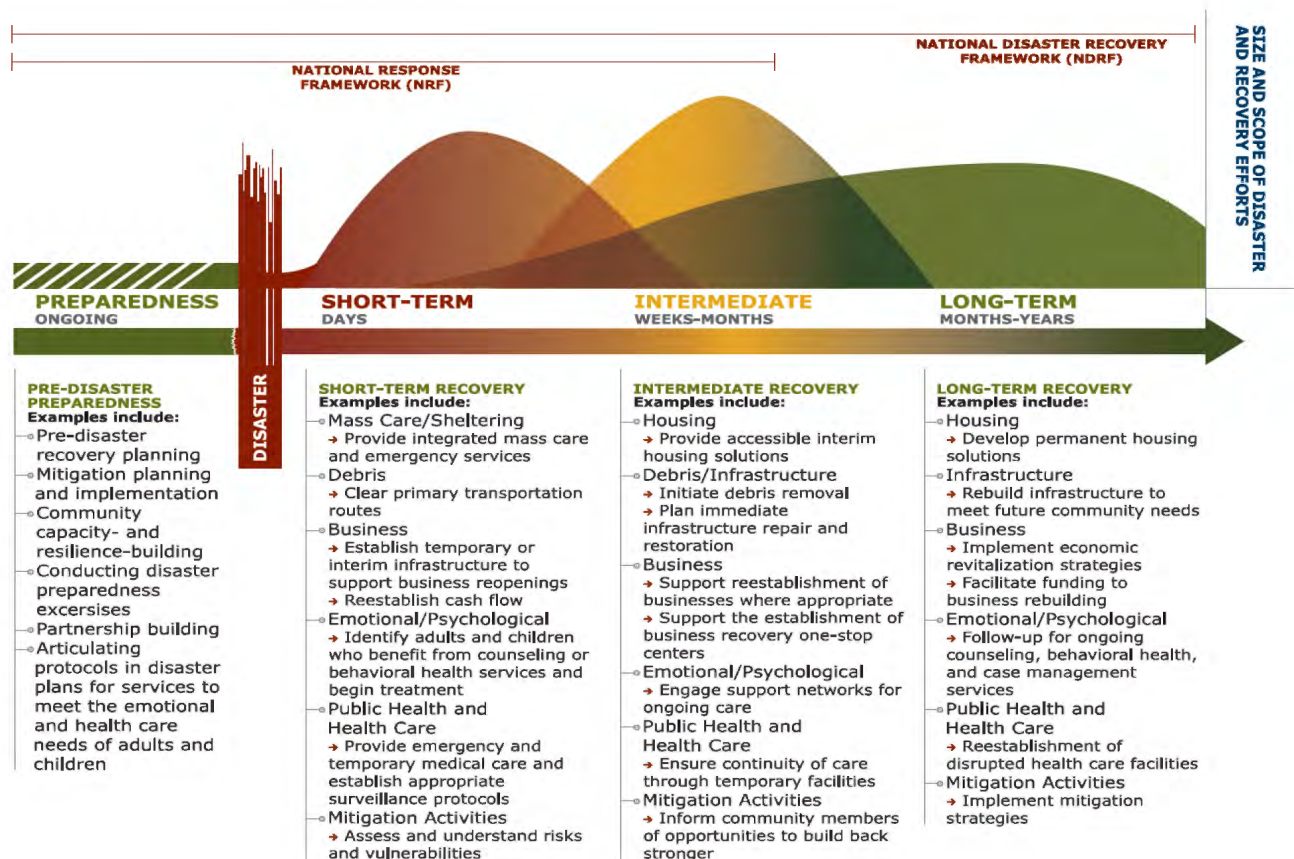 NATIONAL DISASTER RECOVERY
FRAMEWORK (NDRF)
NATIONAL RESPONSE
FRAMEWORK (NRF)
SIZE AND SCOPE OF DISASTER
AND RECOVERY EFFORTS
PREPAREDNESS
ONGOING
SHORT-TERM
DAYS
INTERMEDIATE
WEEKS-MONTHS
LONG-TERM
MONTHS-YEARS
DISASTER
PRE-DISASTER
PREPAREDNESS
Examples include:
Pre-disaster
recovery planning
Mitigation planning
and implementation
Community
capacity- and
resilience-building
Conducting disaster
preparedness
excersises
Partnership building
Articulating
protocols in disaster
plans for services to
meet the emotional
and health care
needs of adults and
children
SHORT-TERM RECOVERY
Examples include:
Mass Care/Sheltering
→ Provide integrated mass care
and emergency services
Debris
→ Clear primary transportation
routes
Business
→ Establish temporary or
interim infrastructure to
support business reopenings
→ Reestablish cash flow
Emotional/Psychological
→ Identify adults and children
who benefit from counseling or
behavioral health services and
begin treatment
Public Health and
Health Care
→ Provide emergency and
temporary medical care and
establish appropriate
surveillance protocols
Mitigation Activities
→ Assess and understand risks
and vulnerabilities
INTERMEDIATE RECOVERY
Examples include:
Housing
→ Provide accessible interim
housing solutions
Debris/Infrastructure
→ Initiate debris removal
→ Plan immediate
infrastructure repair and
restoration
Business
→ Support reestablishment of
businesses where appropriate
→ Support the establishment of
business recovery one-stop
centers
Emotional/Psychological
→ Engage support networks for
ongoing care
Public Health and
Health Care
→ Ensure continuity of care
through temporary facilities
Mitigation Activities
→ Inform community members
of opportunities to build back
stronger
LONG-TERM RECOVERY
Examples include:
Housing
→ Develop permanent housing
solutions
Infrastructure
→ Rebuild infrastructure to
meet future community needs
Business
→ Implement economic
revitalization strategies
→ Facilitate funding to
business rebuilding
Emotional/Psychological
→ Follow-up for ongoing
counseling, behavioral health,
and case management
services
Public Health and
Health Care
→ Reestablishment of
disrupted health care facilities
Mitigation Activities
→ Implement mitigation
strategies